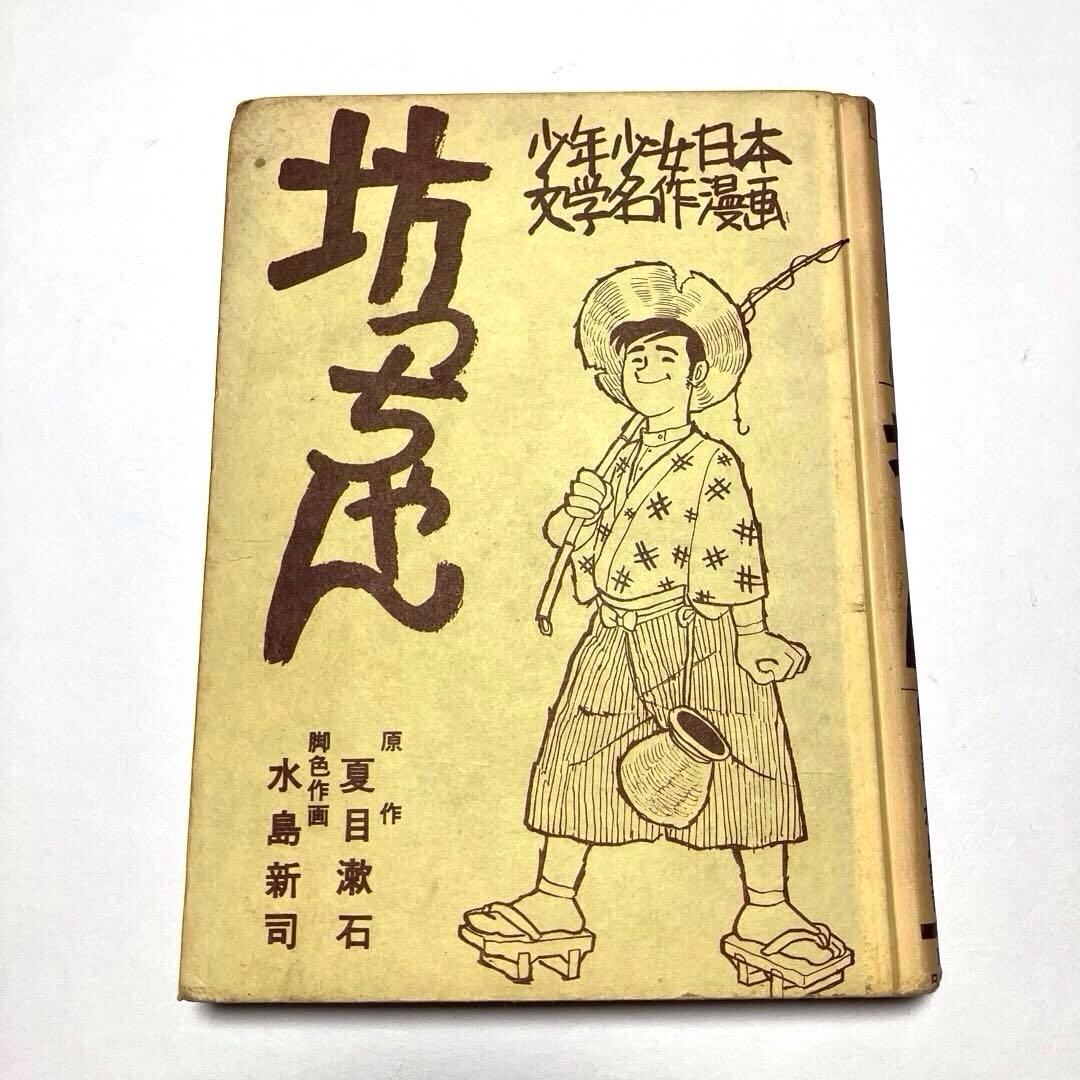 少年少女日本
文学名作漫画
坊っちゃん
原作
夏目漱石
脚色作画
水島新司